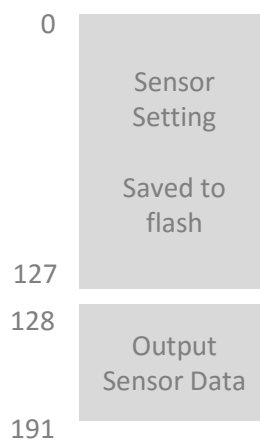 0
Sensor
Setting
Saved to
flash
127
128
Output
Sensor Data
191